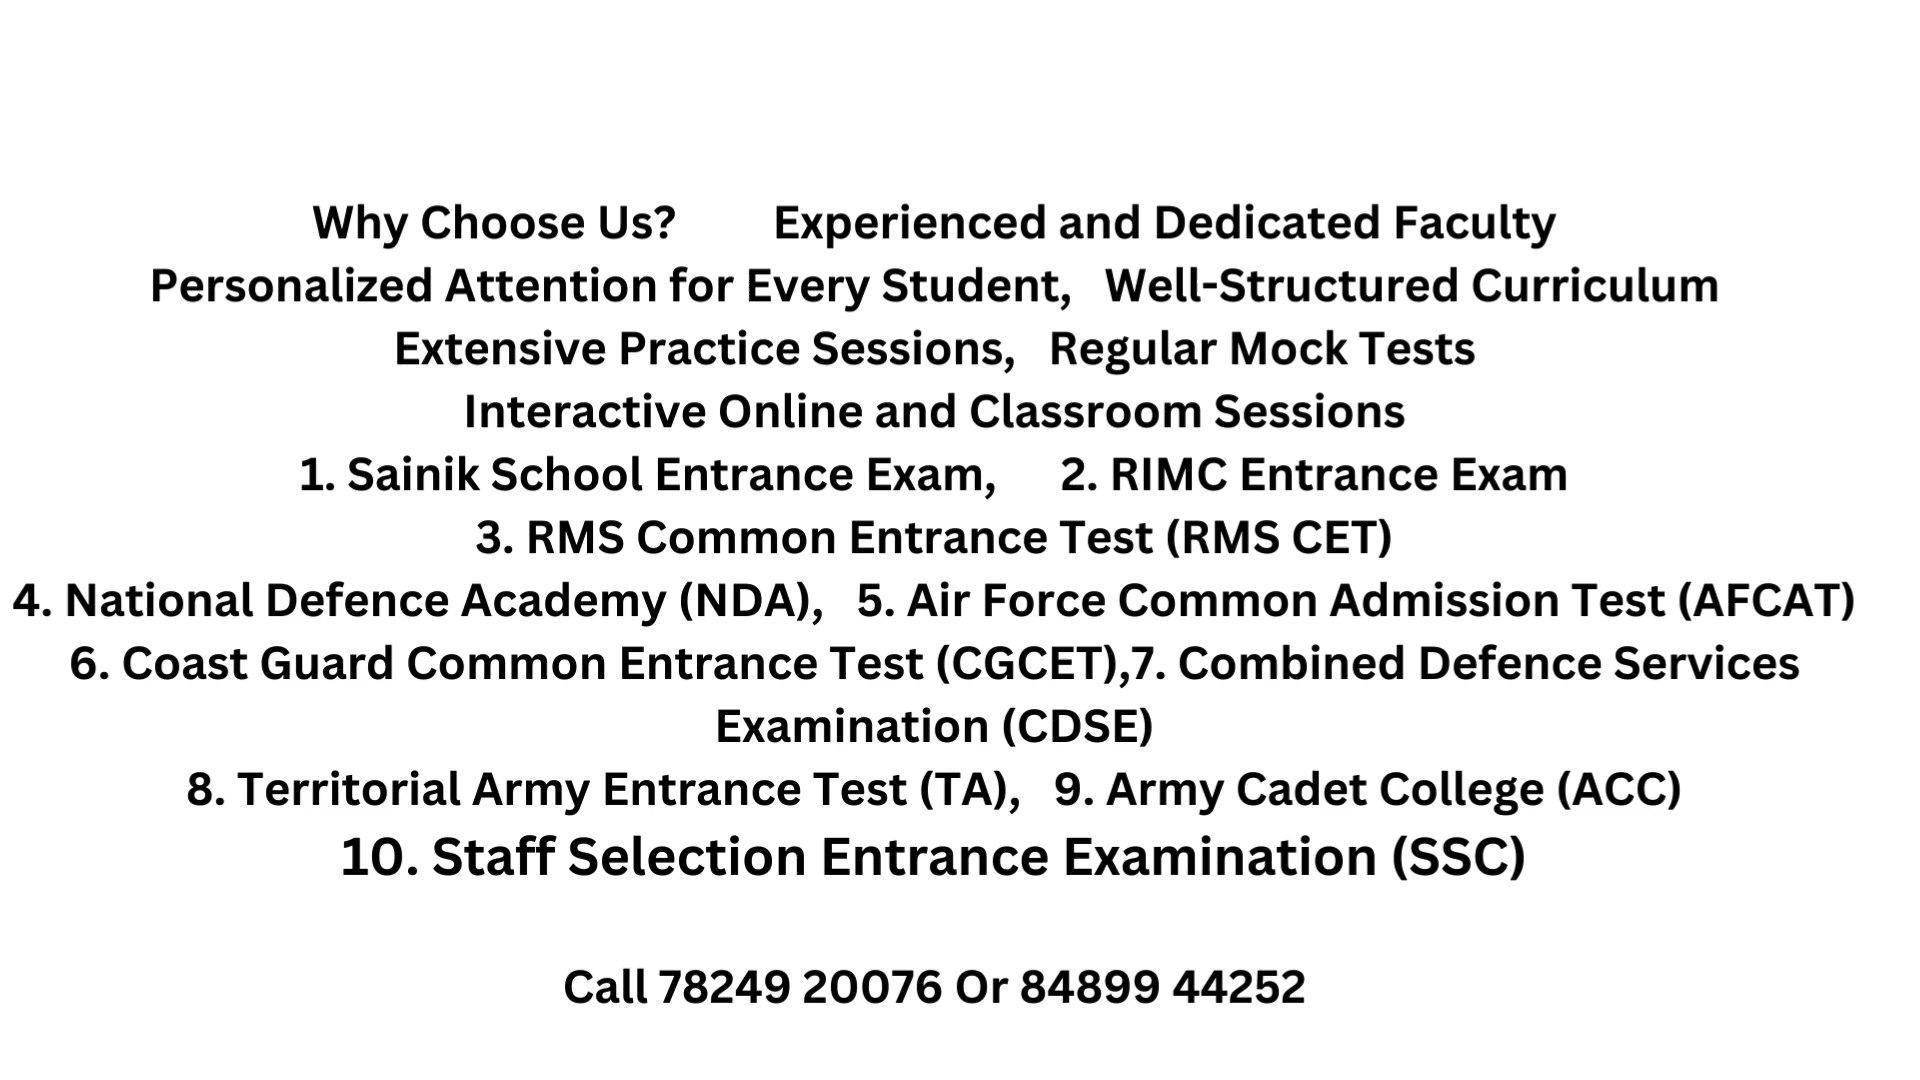 Why Choose Us? Experienced and Dedicated Faculty
Personalized Attention for Every Student, Well-Structured Curriculum
Extensive Practice Sessions, Regular Mock Tests
Interactive Online and Classroom Sessions
1. Sainik School Entrance Exam, 2. RIMC Entrance Exam
3. RMS Common Entrance Test (RMS CET)
4. National Defence Academy (NDA), 5. Air Force Common Admission Test (AFCAT)
6. Coast Guard Common Entrance Test (CGCET),7. Combined Defence Services
Examination (CDSE)
8. Territorial Army Entrance Test (TA), 9. Army Cadet College (ACC)
10. Staff Selection Entrance Examination (SSC)
Call 78249 20076 Or 84899 44252